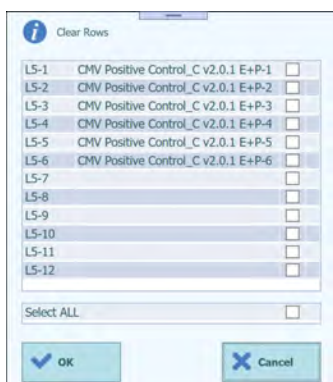 Clear Rows
L5-1 CMV Positive Control_C v2.0.1 E+P-1
L5-2 CMV Positive Control_C v2.0.1 E+P-2
L5-3 CMV Positive Control_C v2.0.1 E+P-3
L5-4 CMV Positive Control_C v2.0.1 E+P-4
L5-5 CMV Positive Control_C v2.0.1 E+P-5
L5-6 CMV Positive Control_C v2.0.1 E+P-6
L5-7
L5-8
L5-9
L5-10
L5-11
L5-12
Select ALL
OK Cancel